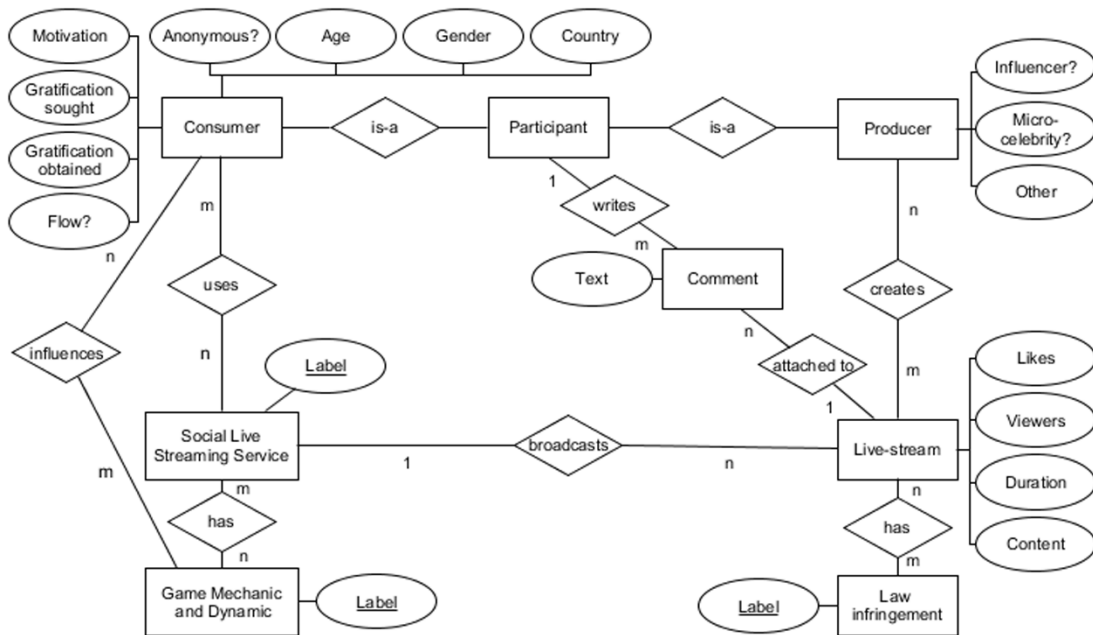 Motivation
Anonymous?
Age
Gender
Country
Influencer?
Gratification
sought
Consumer
is-a
Participant
is-a
Producer
Micro-
celebrity?
Gratification
obtained
1
Other
writes
Flow?
m
n
m
n
Text
Comment
uses
creates
n
influences
n
Label
attached to
m
Likes
1
Viewers
Social Live
Streaming Service
broadcasts
Live-stream
1
n
m
m
n
Duration
has
has
n
m
Content
Game Mechanic
and Dynamic
Label
Label
Law
infringement